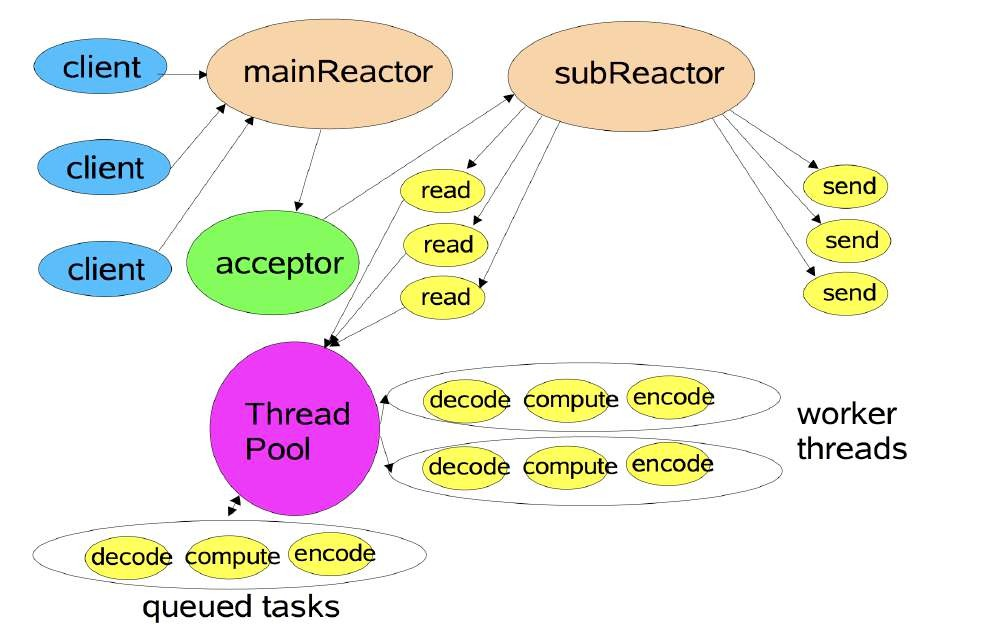 client
mainReactor
subReactor
client
read
send
client
acceptor
read
send
read
send
Thread
Pool
decode
compute
encode
worker
threads
decode
compute
encode
decode
compute
encode
queued tasks